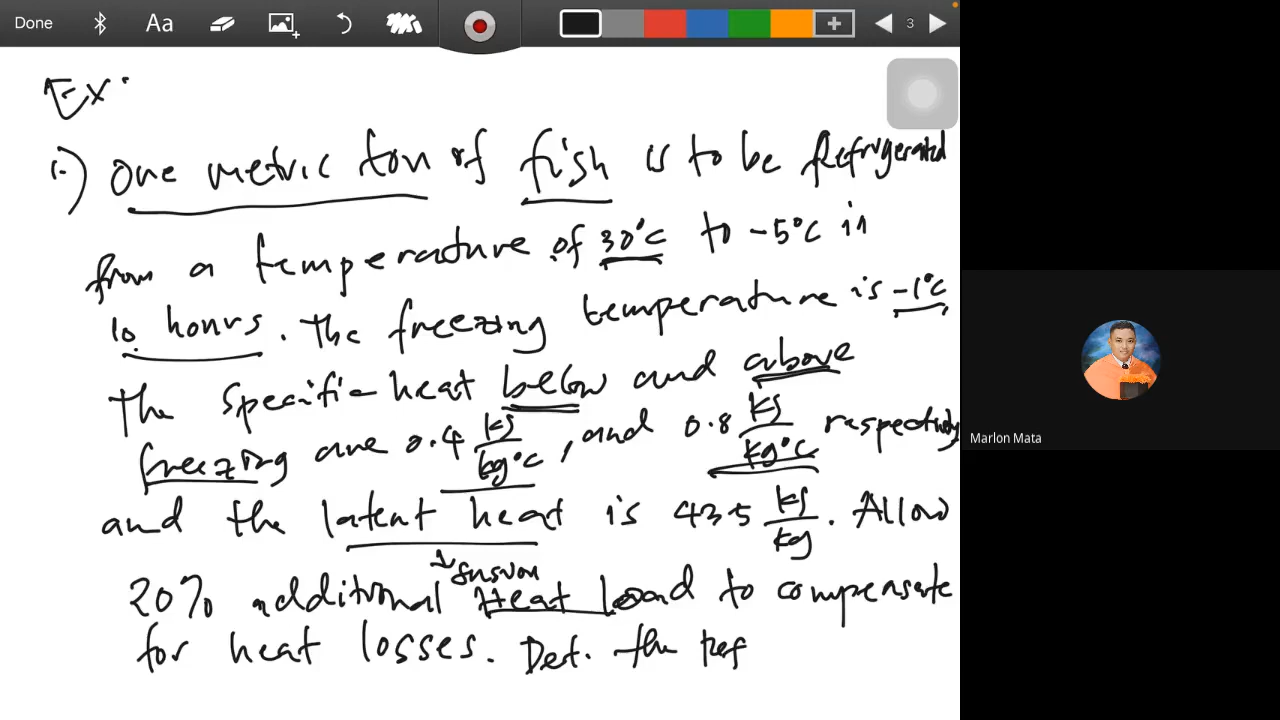 Done Aa 3
Ex:
1.) One metric ton of fish is to be Refrigerated
from a temperature of 30°C to -5°C in
10 hours. The freezing temperature is -1°C
The specific heat below and above
freezing are 0.4 kJ/kg°C, and 0.8 kJ/kg°C respectively
and the latent heat is 43.5 kJ/kg. Allow
fusion
20% additional Heat load to compensate
for heat losses. Det. the Ref
Marlon Mata